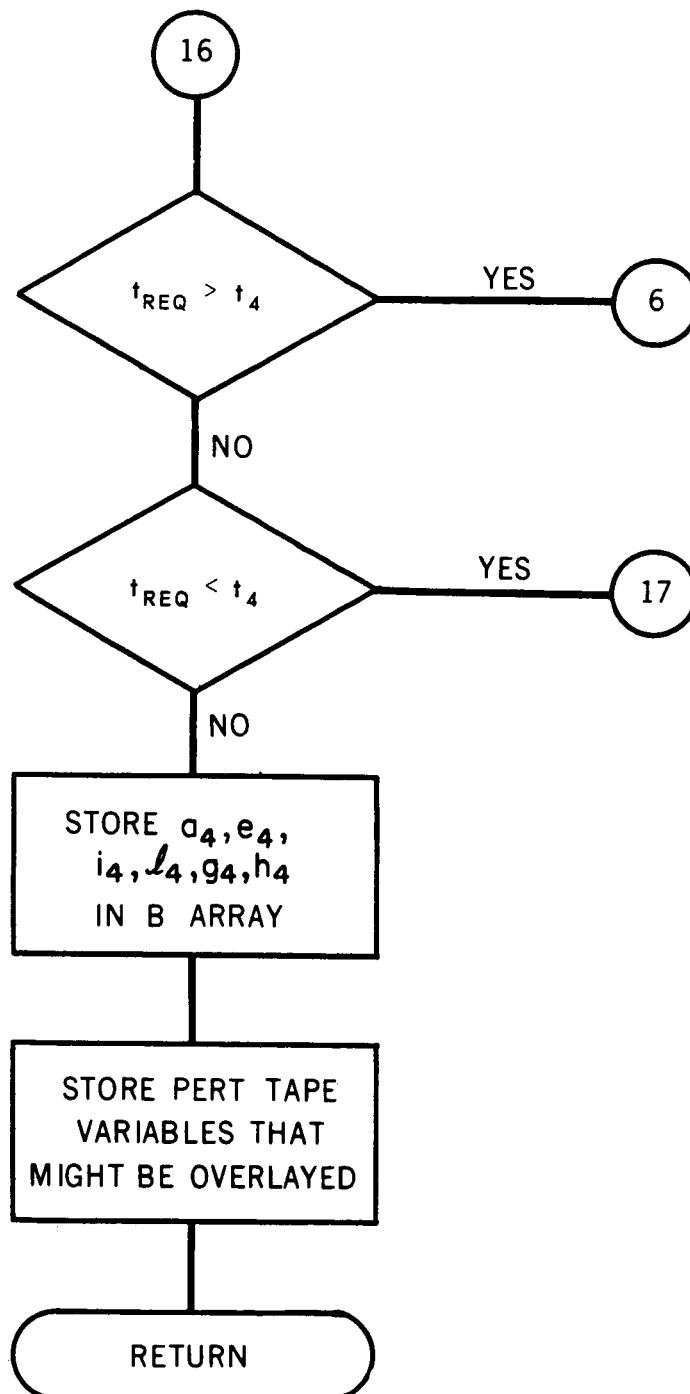 16
t_REQ > t_4
YES
6
NO
t_REQ < t_4
YES
17
NO
STORE a_4, e_4,
i_4, ℓ_4, g_4, h_4
IN B ARRAY
STORE PERT TAPE
VARIABLES THAT
MIGHT BE OVERLAYED
RETURN